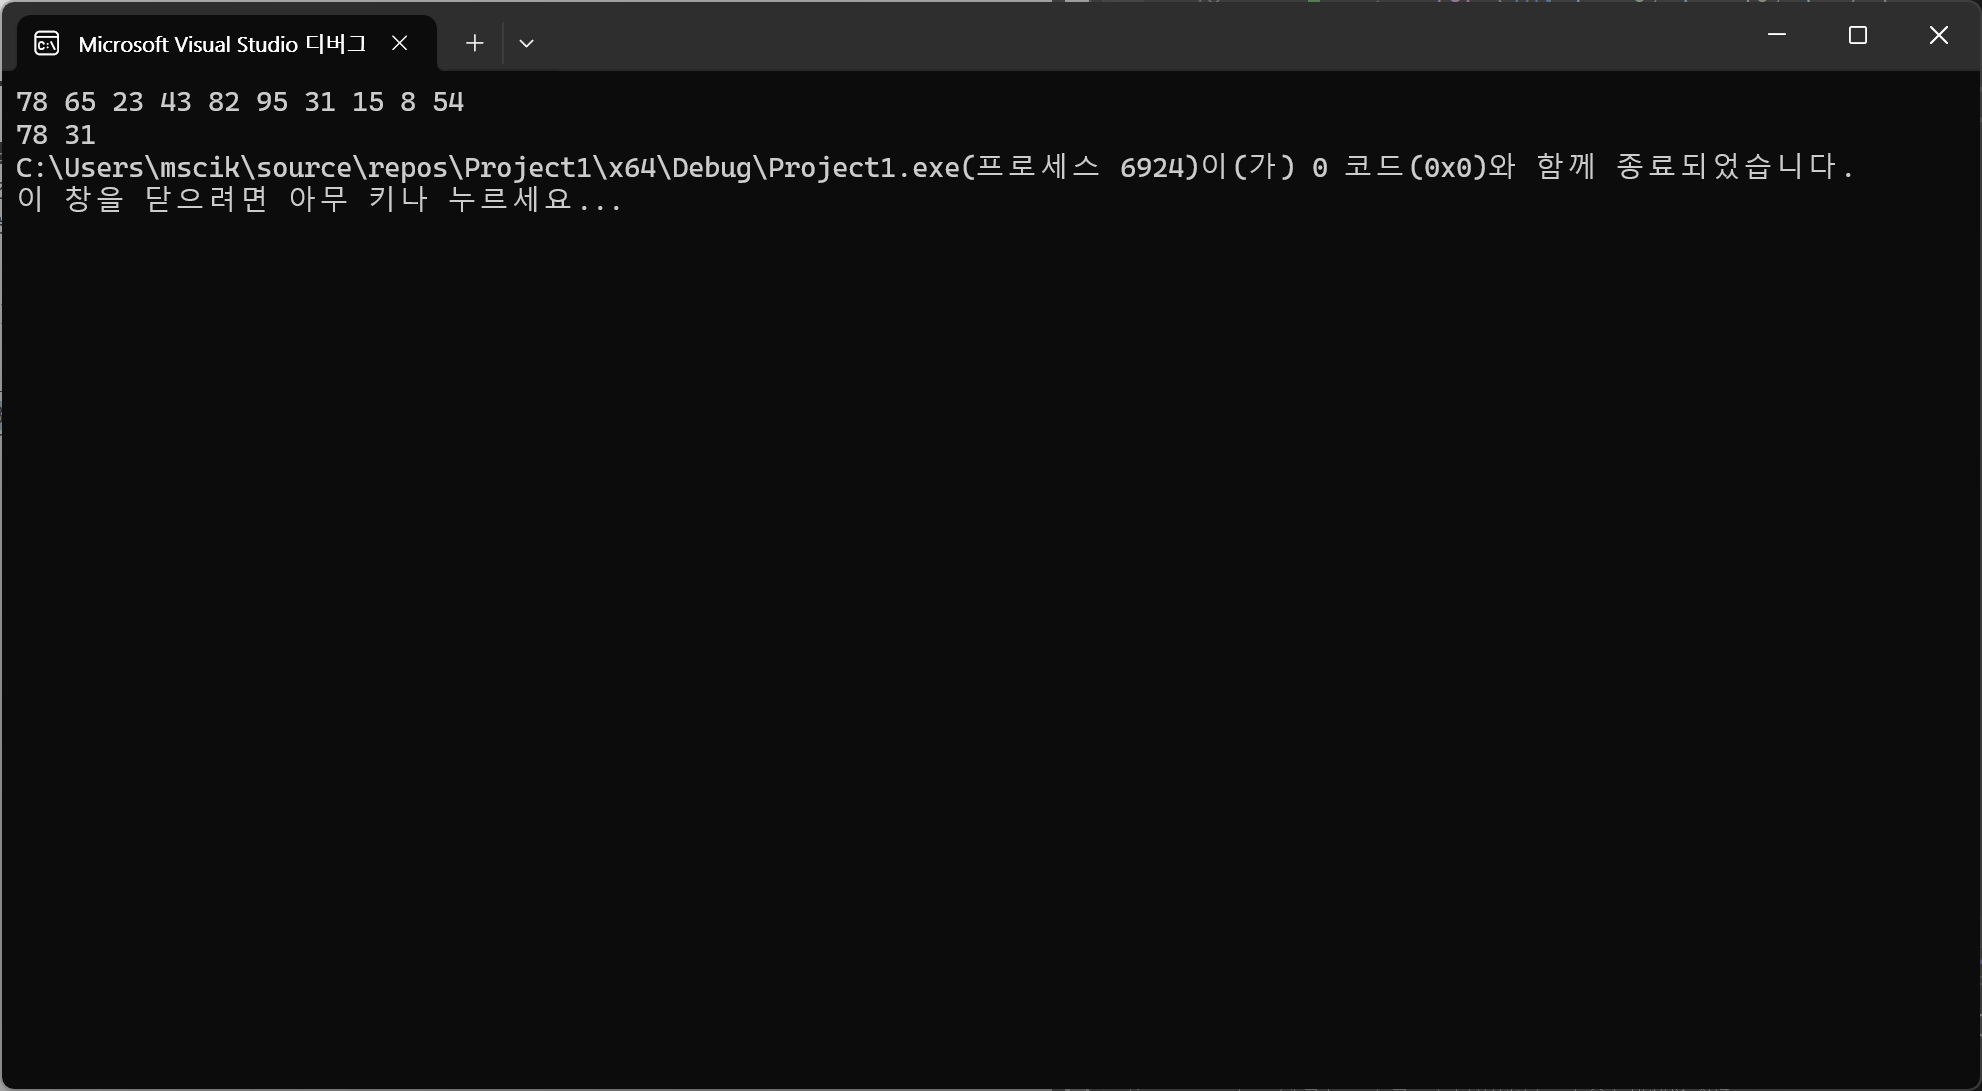 Microsoft Visual Studio 디버그
78 65 23 43 82 95 31 15 8 54
78 31
C:\Users\mscik\source\repos\Project1\x64\Debug\Project1.exe(프로세스 6924)이(가) 0 코드(0x0)와 함께 종료되었습니다.
이 창을 닫으려면 아무 키나 누르세요...